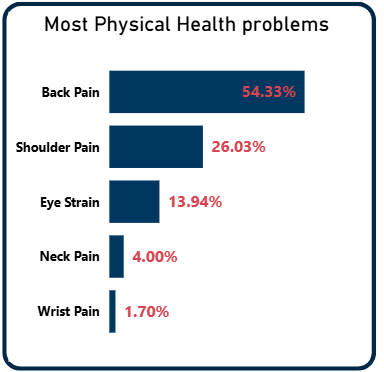 Most Physical Health problems
Back Pain 54.33%
Shoulder Pain 26.03%
Eye Strain 13.94%
Neck Pain 4.00%
Wrist Pain 1.70%